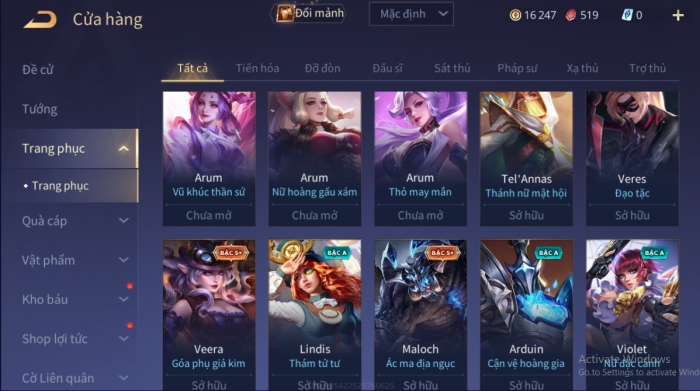 Cửa hàng
Đổi mảnh
Mặc định
16 247
519
0
Đề cử
Tướng
Trang phục
Trang phục
Quà cáp
Vật phẩm
Kho báu
Shop lợi tức
Cờ Liên quân
Tất cả Tiến hóa Đỡ đòn Đấu sĩ Sát thủ Pháp sư Xạ thủ Trợ thủ
Arum
Vũ khúc thần sứ
Chưa mở
Arum
Nữ hoàng gấu xám
Chưa mở
Arum
Thỏ may mắn
Chưa mở
Tel'Annas
Thánh nữ mật hội
Sở hữu
Veres
Đạo tặc
Sở hữu
BẬC S+
Veera
Góa phụ giả kim
Sở hữu
BẬC A
Lindis
Thám tử tư
BẬC S+
Maloch
Ác ma địa ngục
Sở hữu
BẬC A
Arduin
Cận vệ hoàng gia
Sở hữu
BẬC A
Violet
Nữ đặc cảnh
Sở hữu
Activate Windows
Go to Settings to activate Wind